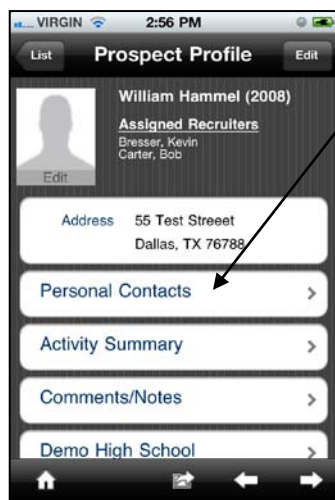 VIRGIN 2:56 PM
List Prospect Profile Edit
William Hammel (2008)
Assigned Recruiters
Bresser, Kevin
Carter, Bob
Edit
Address 55 Test Streeet
Dallas, TX 76788
Personal Contacts
Activity Summary
Comments/Notes
Demo High School